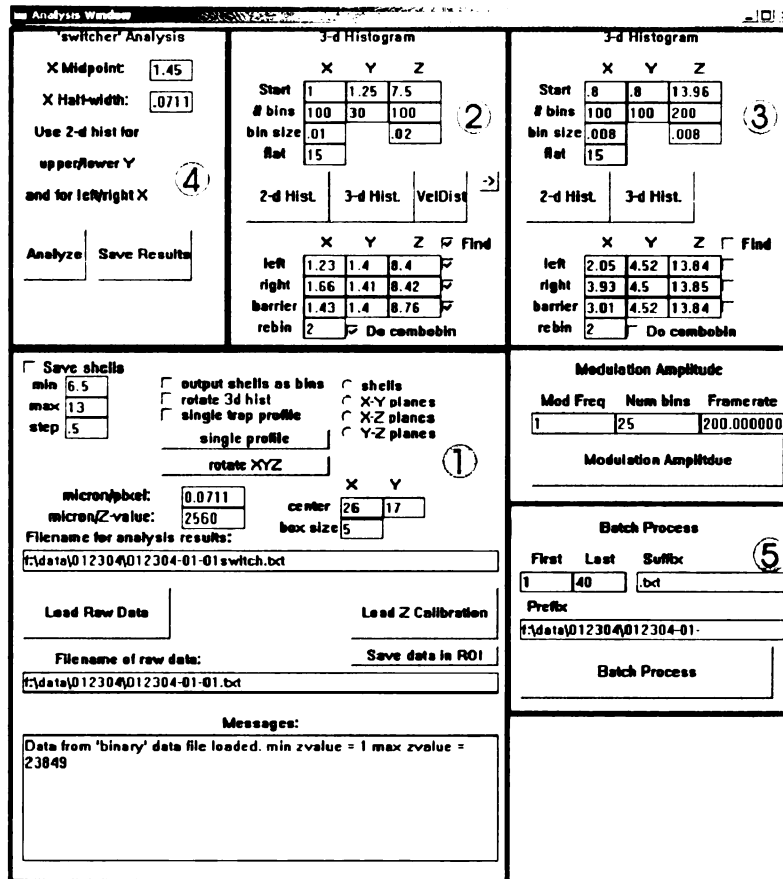 Analysis Window
'switcher' Analysis
X Midpoint: 1.45
X Half-width: .0711
Use 2-d hist for
upper/lower Y
and for left/right X
④
Analyze Save Results
3-d Histogram
X Y Z
Start 1 1.25 7.5
# bins 100 30 100
bin size .01 .02
flat 15
②
2-d Hist. 3-d Hist. VelDist ->
X Y Z Find
left 1.23 1.4 8.4
right 1.66 1.41 8.42
barrier 1.43 1.4 8.76
rebin 2 Do combobin
3-d Histogram
X Y Z
Start .8 .8 13.96
# bins 100 100 200
bin size .008 .008
flat 15
③
2-d Hist. 3-d Hist.
X Y Z Find
left 2.05 4.52 13.84
right 3.93 4.5 13.85
barrier 3.01 4.52 13.84
rebin 2 Do combobin
Save shells
min 6.5
max 13
step .5
output shells as bins
rotate 3d hist
single trap profile
shells
X-Y planes
X-Z planes
Y-Z planes
single profile
rotate XYZ
①
micron/pixel: 0.0711
micron/Z-value: 2560
X Y
center 26 17
box size 5
Filename for analysis results:
f:\data\012304\012304-01-01switch.txt
Load Raw Data Load Z Calibration
Filename of raw data: Save data in ROI
f:\data\012304\012304-01-01.txt
Messages:
Data from 'binary' data file loaded. min zvalue = 1 max zvalue =
23849
Modulation Amplitude
Mod Freq Num bins Framerate
1 25 200.000000
Modulation Amplitdue
Batch Process
⑤
First Last Suffix
1 40 .txt
Prefix
f:\data\012304\012304-01-
Batch Process